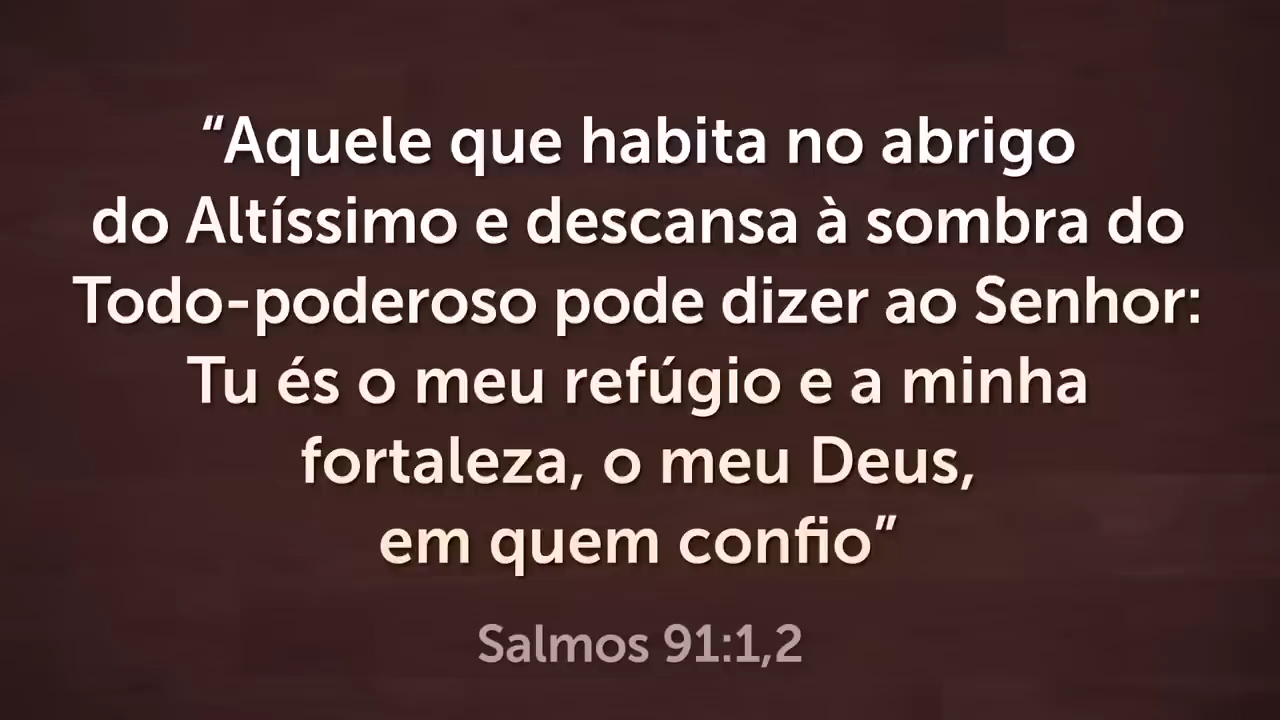 “Aquele que habita no abrigo
do Altíssimo e descansa à sombra do
Todo-poderoso pode dizer ao Senhor:
Tu és o meu refúgio e a minha
fortaleza, o meu Deus,
em quem confio”
Salmos 91:1,2